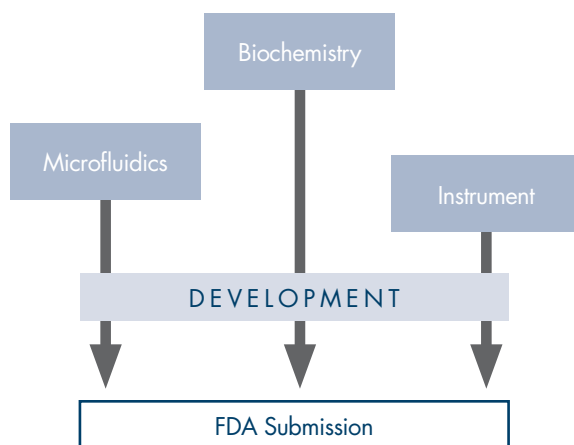 Biochemistry
Microfluidics
Instrument
DEVELOPMENT
FDA Submission